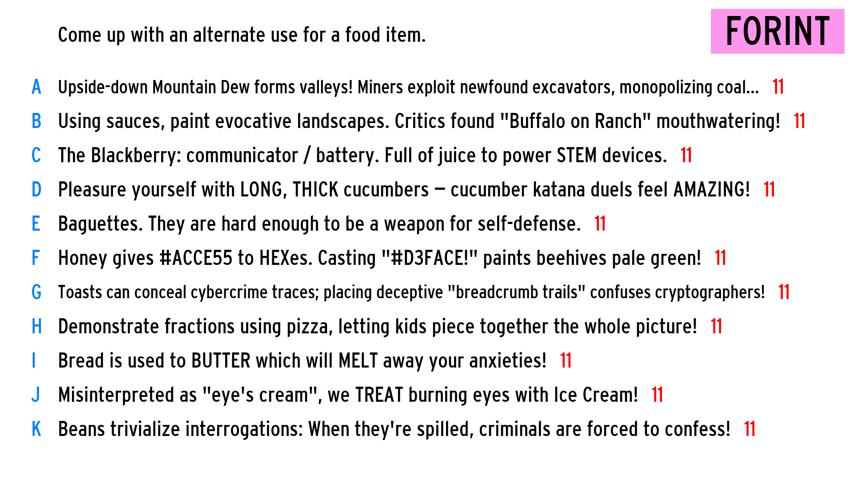 Come up with an alternate use for a food item.
FORINT
A Upside-down Mountain Dew forms valleys! Miners exploit newfound excavators, monopolizing coal... 11
B Using sauces, paint evocative landscapes. Critics found "Buffalo on Ranch" mouthwatering! 11
C The Blackberry: communicator / battery. Full of juice to power STEM devices. 11
D Pleasure yourself with LONG, THICK cucumbers – cucumber katana duels feel AMAZING! 11
E Baguettes. They are hard enough to be a weapon for self-defense. 11
F Honey gives #ACCE55 to HEXes. Casting "#D3FACE!" paints beehives pale green! 11
G Toasts can conceal cybercrime traces; placing deceptive "breadcrumb trails" confuses cryptographers! 11
H Demonstrate fractions using pizza, letting kids piece together the whole picture! 11
I Bread is used to BUTTER which will MELT away your anxieties! 11
J Misinterpreted as "eye's cream", we TREAT burning eyes with Ice Cream! 11
K Beans trivialize interrogations: When they're spilled, criminals are forced to confess! 11